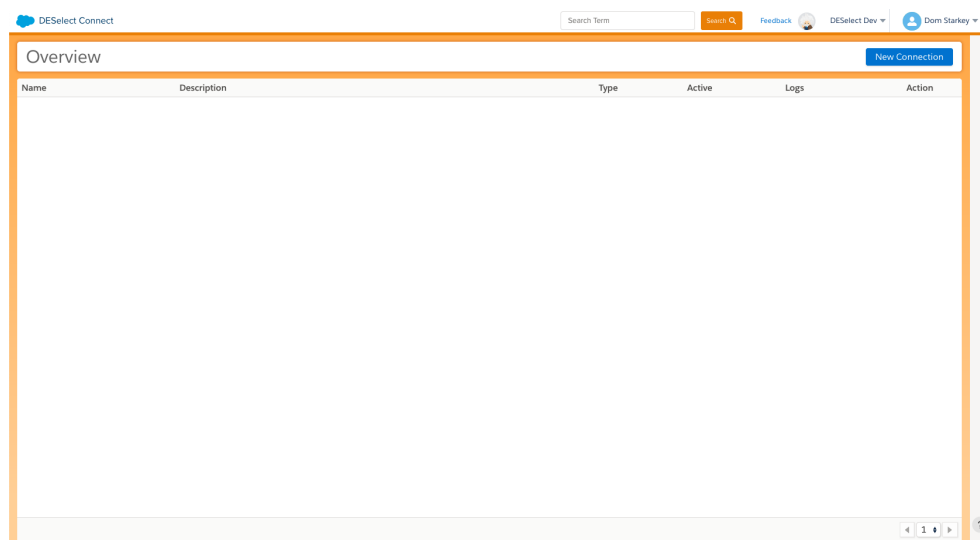 DESelect Connect
Search Term
Search
Feedback
DESelect Dev
Dom Starkey
Overview
New Connection
Name Description Type Active Logs Action
1